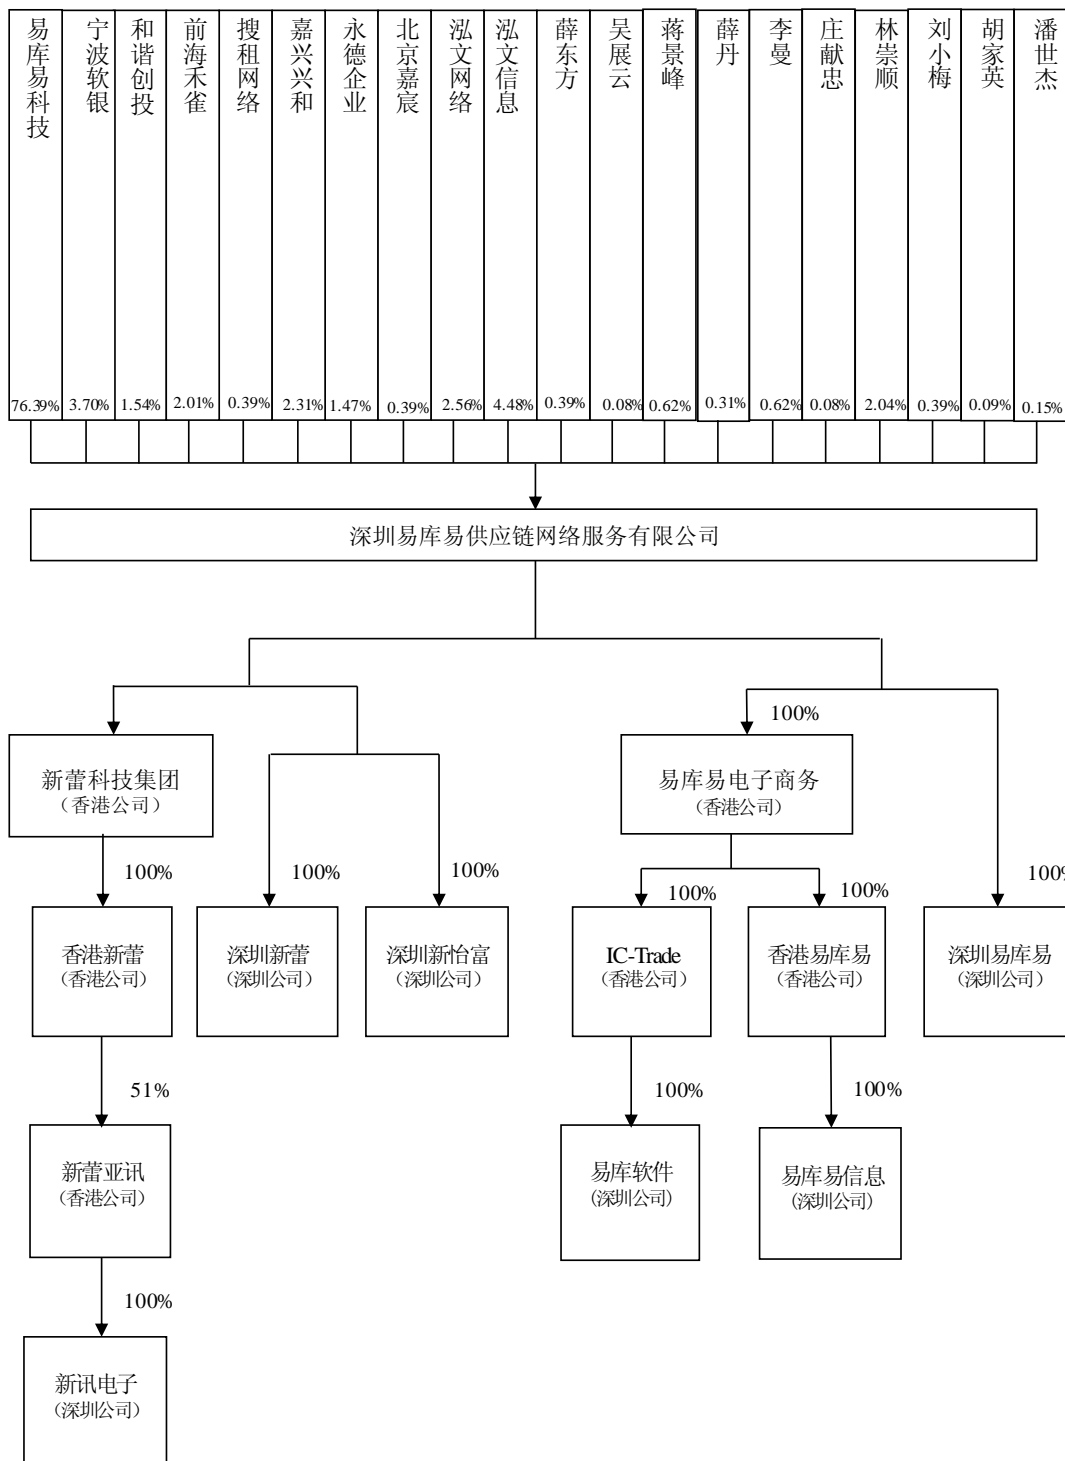 易库易科技
宁波软银
和谐创投
前海禾雀
搜租网络
嘉兴兴和
永德企业
北京嘉宸
泓文网络
泓文信息
薛东方
吴展云
蒋景峰
薛丹
李曼
庄献忠
林崇顺
刘小梅
胡家英
潘世杰
76.39%
3.70%
1.54%
2.01%
0.39%
2.31%
1.47%
0.39%
2.56%
4.48%
0.39%
0.08%
0.62%
0.31%
0.62%
0.08%
2.04%
0.39%
0.09%
0.15%
深圳易库易供应链网络服务有限公司
100%
新蕾科技集团
（香港公司）
易库易电子商务
(香港公司)
100%
100%
100%
100%
100%
100%
香港新蕾
(香港公司)
深圳新蕾
(深圳公司)
深圳新怡富
(深圳公司)
IC-Trade
(香港公司)
香港易库易
(香港公司)
深圳易库易
(深圳公司)
51%
100%
100%
新蕾亚讯
(香港公司)
易库软件
(深圳公司)
易库易信息
(深圳公司)
100%
新讯电子
(深圳公司)